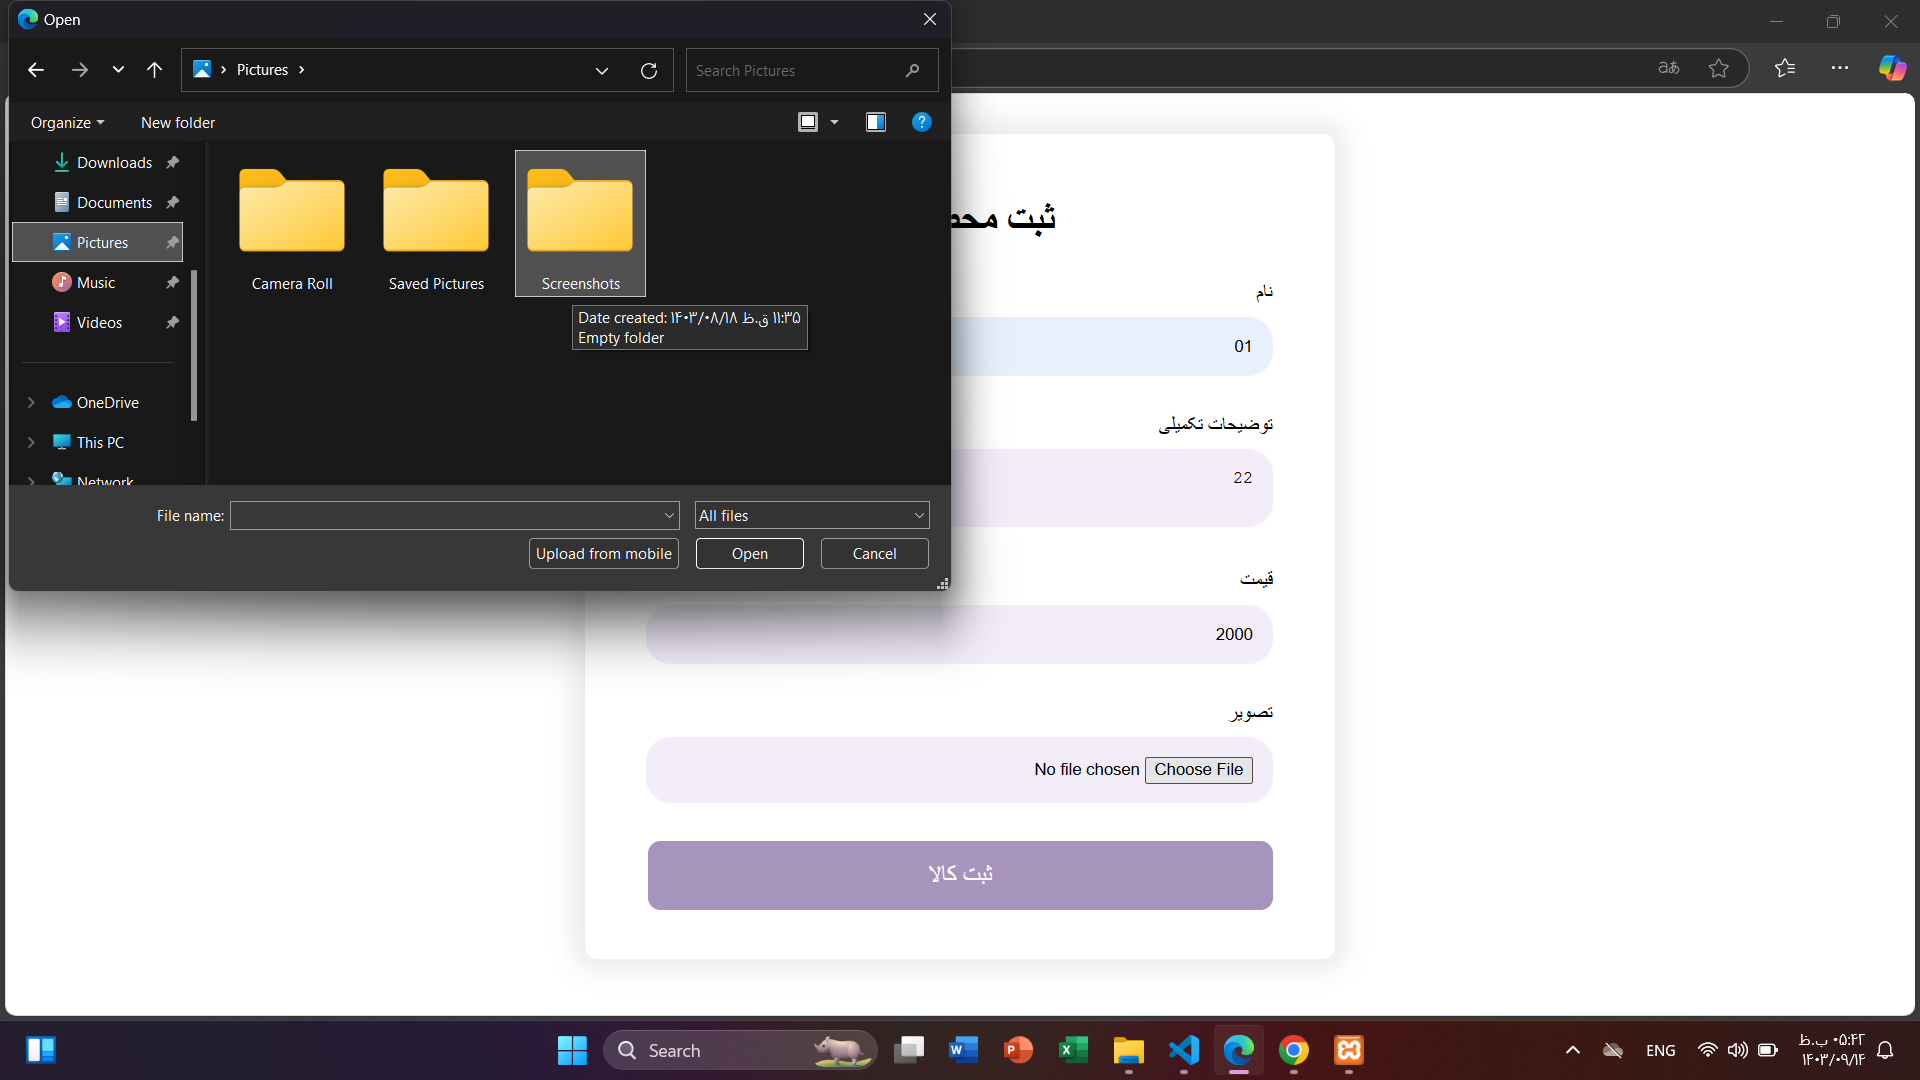 Open
Pictures
Search Pictures
Organize
New folder
Downloads
Documents
Pictures
Music
Videos
OneDrive
This PC
Network
Camera Roll
Saved Pictures
Screenshots
Date created: ۱۴۰۳/۰۸/۱۸ ق.ظ ۱۱:۳۵
Empty folder
File name:
All files
Upload from mobile
Open
Cancel
ثبت
نام
01
توضیحات تکمیلی
22
قیمت
2000
تصویر
No file chosen Choose File
ثبت کالا
Search
ENG
۰۵:۴۲ ب.ظ
۱۴۰۳/۰۹/۱۴